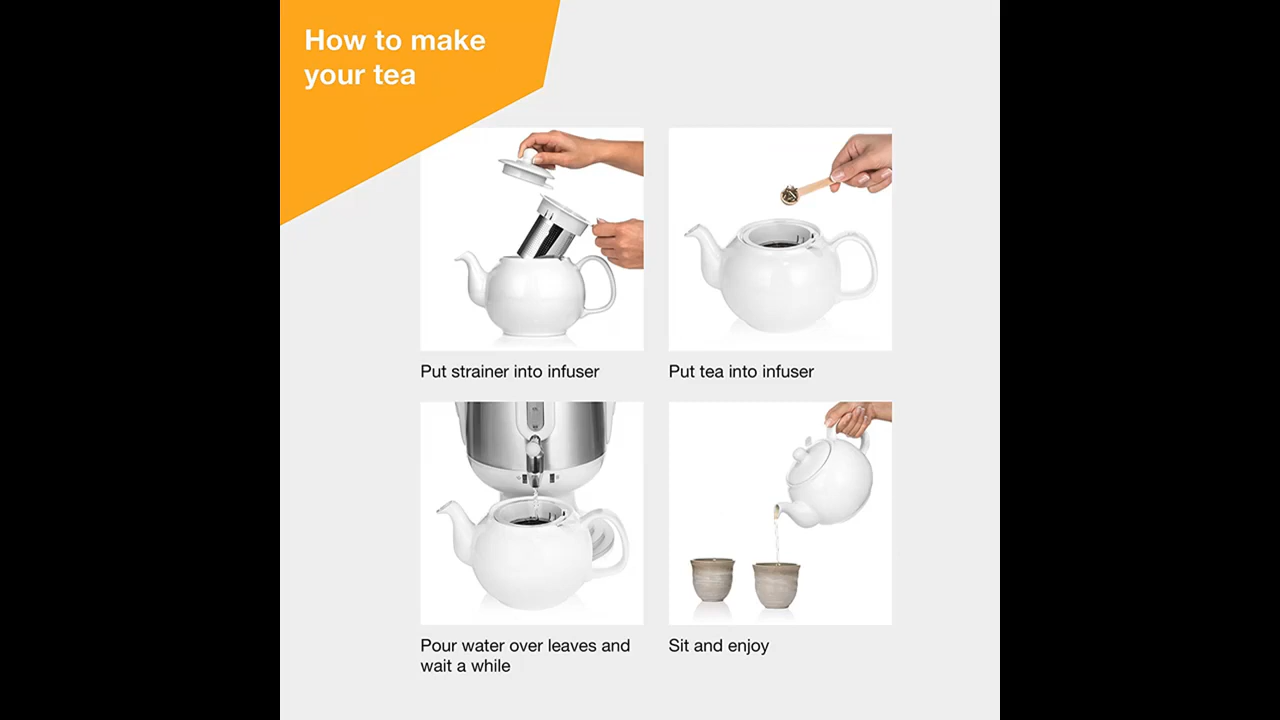 How to make
your tea
Put strainer into infuser
Put tea into infuser
Pour water over leaves and
wait a while
Sit and enjoy